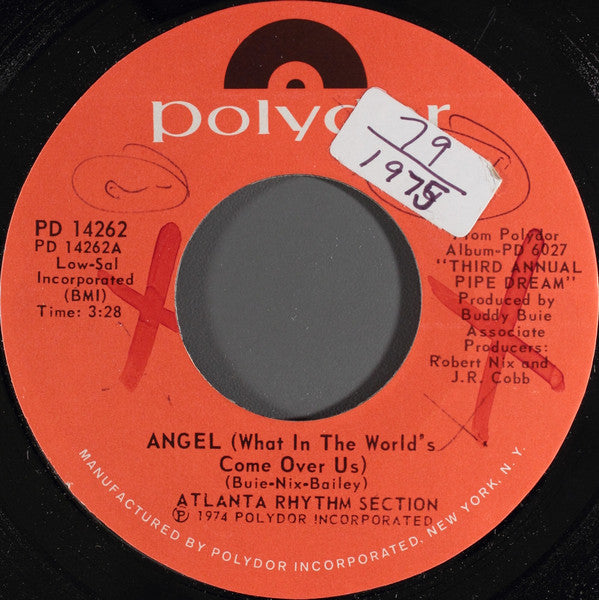 polydor
79
1975
PD 14262
PD 14262A
Low-Sal
Incorporated
(BMI)
Time: 3:28
From Polydor
Album-PD 6027
"THIRD ANNUAL
PIPE DREAM"
Produced by
Buddy Buie
Associate
Producers:
Robert Nix and
J.R. Cobb
ANGEL (What In The World's
Come Over Us)
(Buie-Nix-Bailey)
ATLANTA RHYTHM SECTION
℗ 1974 POLYDOR INCORPORATED
MANUFACTURED BY POLYDOR INCORPORATED, NEW YORK, N.Y.